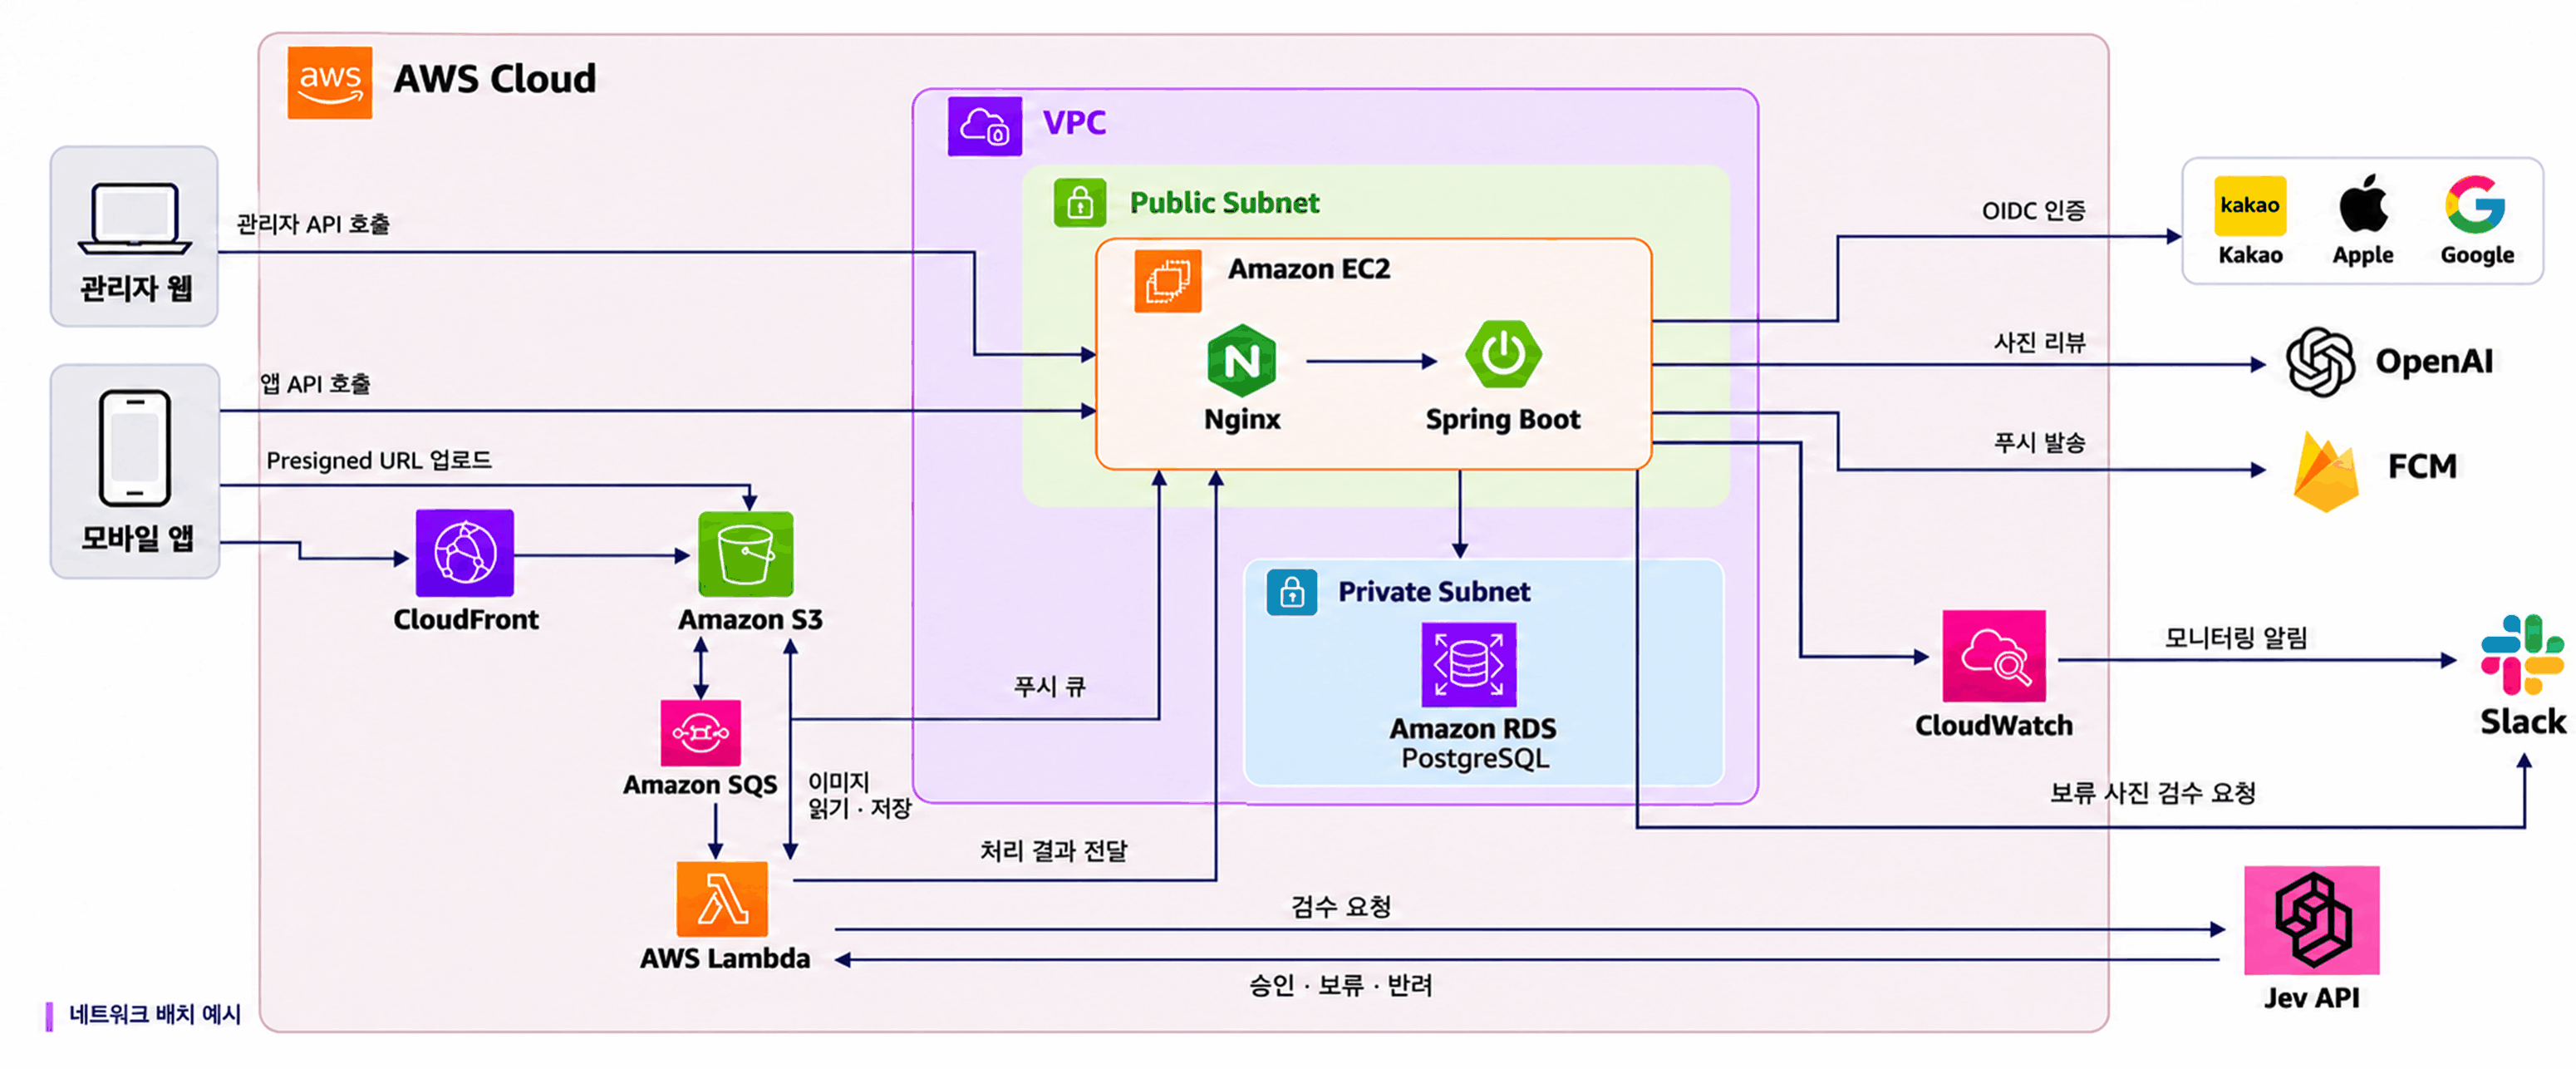 aws
AWS Cloud
VPC
Public Subnet
Amazon EC2
Nginx
Spring Boot
관리자 웹
관리자 API 호출
모바일 앱
앱 API 호출
Presigned URL 업로드
CloudFront
Amazon S3
Amazon SQS
이미지
읽기 · 저장
AWS Lambda
푸시 큐
처리 결과 전달
Private Subnet
Amazon RDS
PostgreSQL
OIDC 인증
kakao
Kakao
Apple
Google
사진 리뷰
OpenAI
푸시 발송
FCM
CloudWatch
모니터링 알림
Slack
보류 사진 검수 요청
검수 요청
승인 · 보류 · 반려
Jev API
네트워크 배치 예시